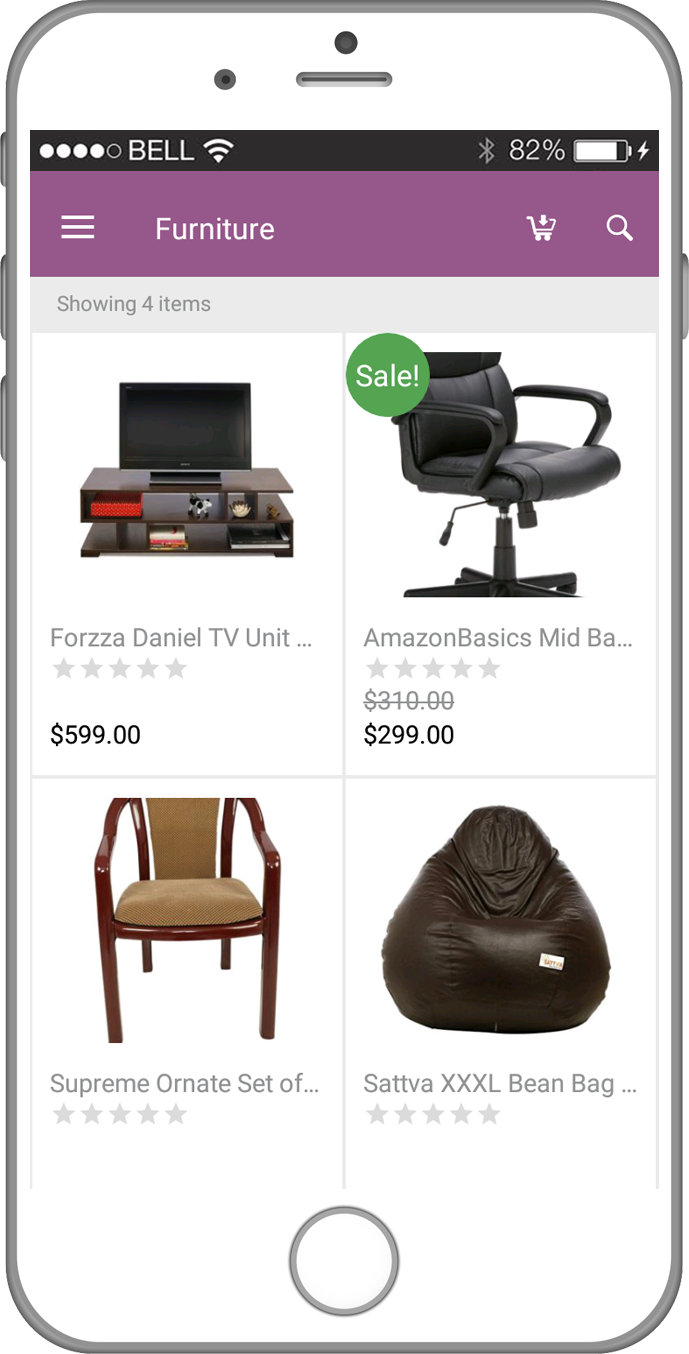 BELL 82%
Furniture
Showing 4 items
Sale!
Forzza Daniel TV Unit ...
AmazonBasics Mid Ba...
$599.00
$310.00
$299.00
Supreme Ornate Set of...
Sattva XXXL Bean Bag ...